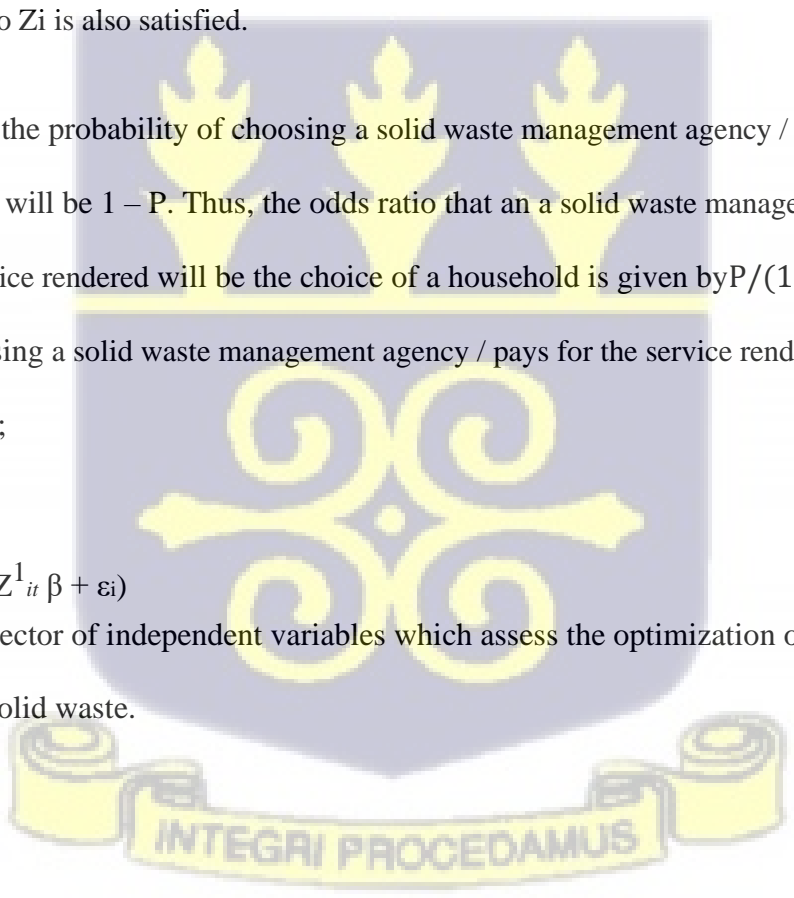 o Zi is also satisfied.
the probability of choosing a solid waste management agency /
will be 1 – P. Thus, the odds ratio that an a solid waste manage
ice rendered will be the choice of a household is given byP/(1
sing a solid waste management agency / pays for the service rend
;
Z¹ᵢₜ β + εi)
ector of independent variables which assess the optimization o
olid waste.
INTEGRI PROCEDAMUS